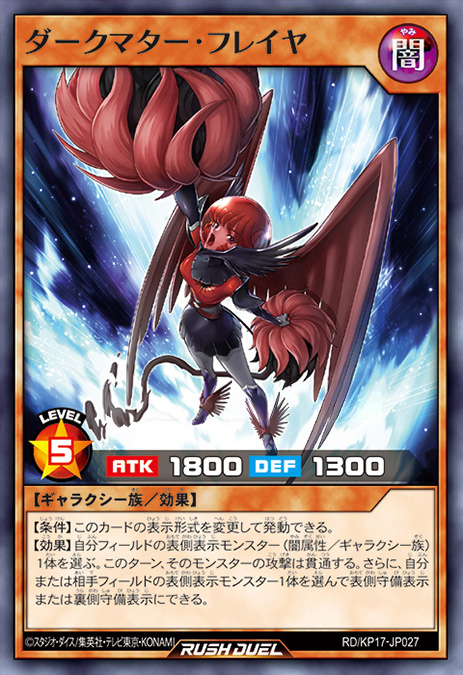 ダークマター・フレイヤ
やみ
闇
LEVEL
5
ATK 1800 DEF 1300
【ギャラクシー族／効果】
【条件】このカードの表示形式を変更して発動できる。
【効果】自分フィールドの表側表示モンスター（闇属性／ギャラクシー族）
1体を選ぶ。このターン、そのモンスターの攻撃は貫通する。さらに、自分
または相手フィールドの表側表示モンスター1体を選んで表側守備表示
または裏側守備表示にできる。
©スタジオ・ダイス/集英社・テレビ東京・KONAMI
RUSH DUEL
RD/KP17-JP027